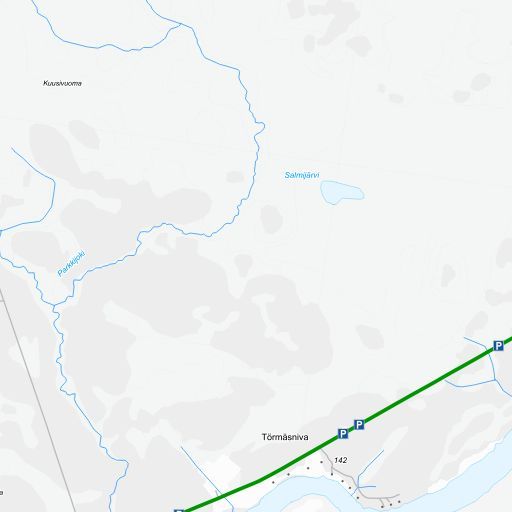 Kuusivuoma
Salmijärvi
Parkkijoki
P
P
P
Törmäsniva
142
P